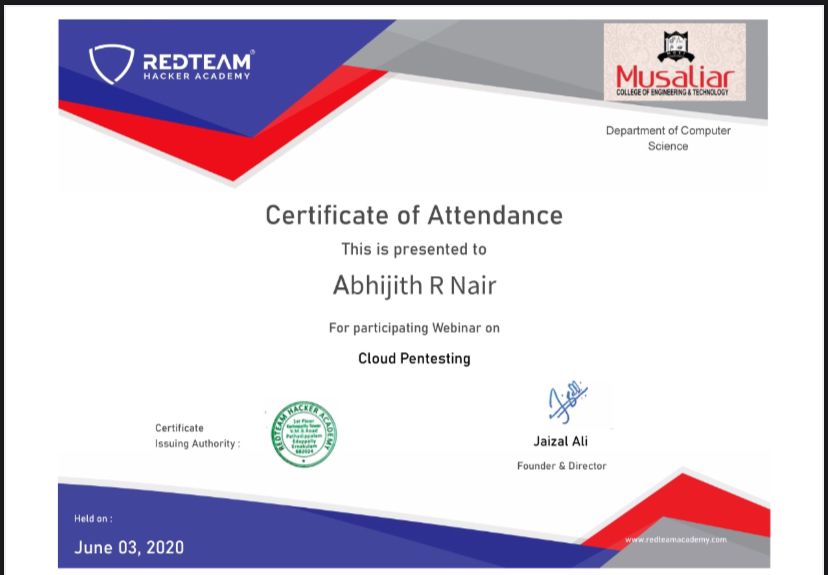 REDTEAM®
HACKER ACADEMY
Musaliar
COLLEGE OF ENGINEERING & TECHNOLOGY
Department of Computer
Science
Certificate of Attendance
This is presented to
Abhijith R Nair
For participating Webinar on
Cloud Pentesting
Certificate
Issuing Authority :
REDTEAM HACKER ACADEMY
1st Floor
Edappally
Ernakulam
682024
Jaizal Ali
Founder & Director
Held on :
June 03, 2020
www.redteamacademy.com